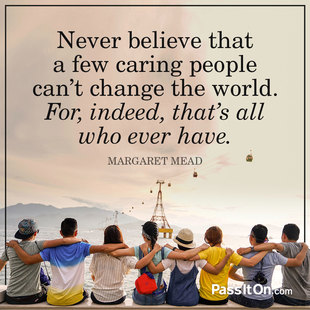 Never believe that
a few caring people
can't change the world.
For, indeed, that's all
who ever have.
MARGARET MEAD
PassItOn.com